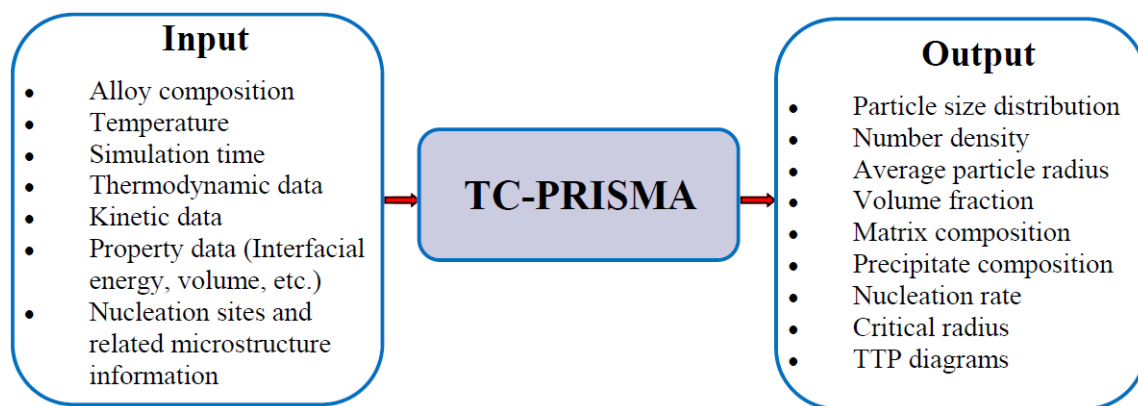 Input
• Alloy composition
• Temperature
• Simulation time
• Thermodynamic data
• Kinetic data
• Property data (Interfacial
energy, volume, etc.)
• Nucleation sites and
related microstructure
information
TC-PRISMA
Output
• Particle size distribution
• Number density
• Average particle radius
• Volume fraction
• Matrix composition
• Precipitate composition
• Nucleation rate
• Critical radius
• TTP diagrams